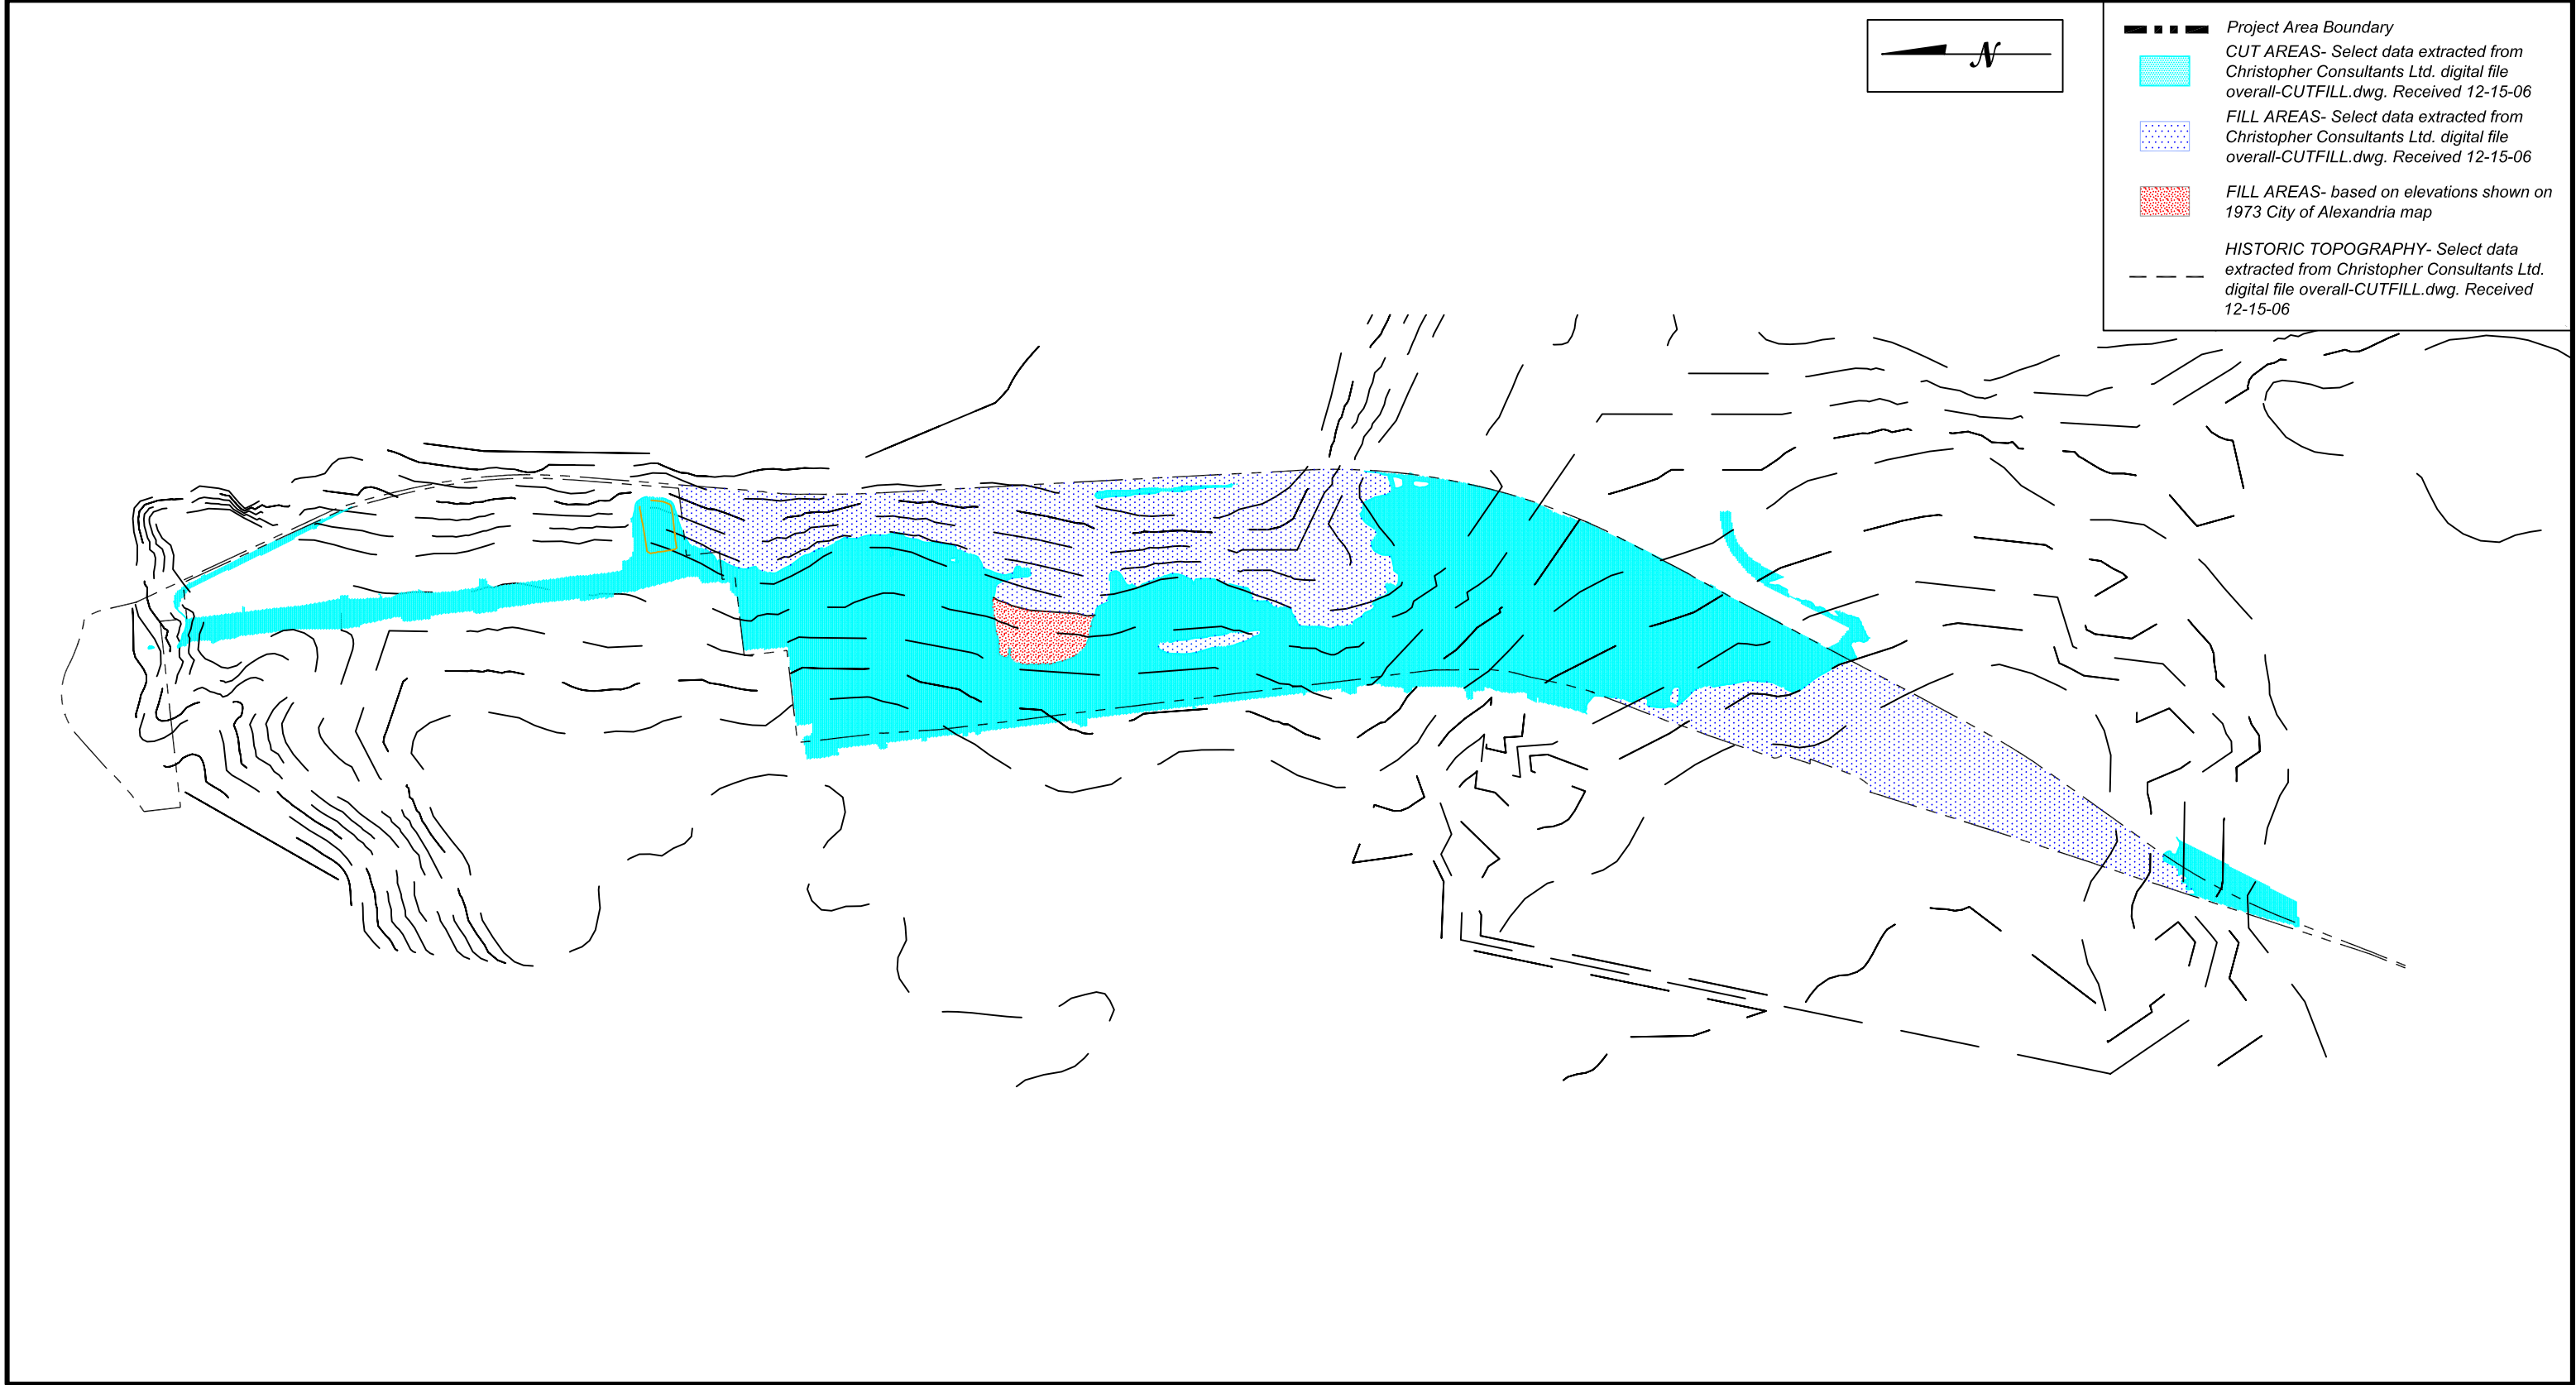 N
Project Area Boundary
CUT AREAS- Select data extracted from
Christopher Consultants Ltd. digital file
overall-CUTFILL.dwg. Received 12-15-06
FILL AREAS- Select data extracted from
Christopher Consultants Ltd. digital file
overall-CUTFILL.dwg. Received 12-15-06
FILL AREAS- based on elevations shown on
1973 City of Alexandria map
HISTORIC TOPOGRAPHY- Select data
extracted from Christopher Consultants Ltd.
digital file overall-CUTFILL.dwg. Received
12-15-06